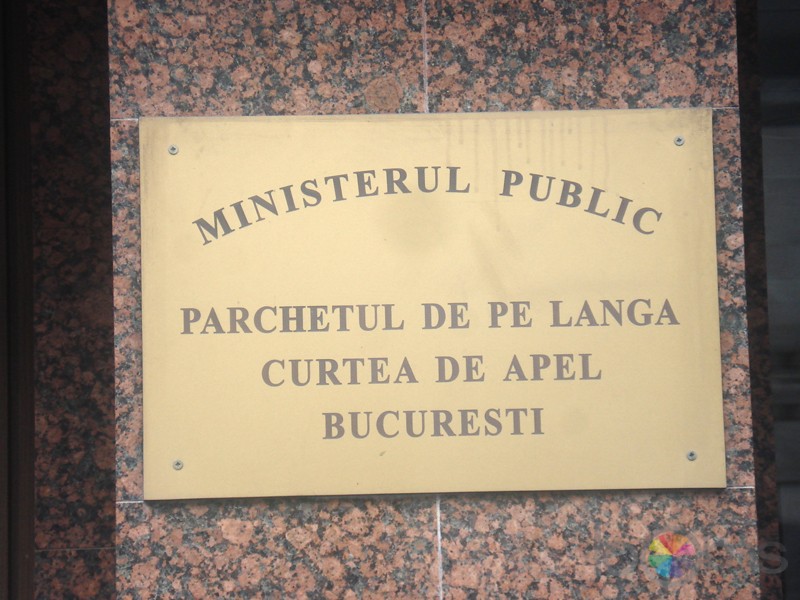 MINISTERUL PUBLIC
PARCHETUL DE PE LANGA
CURTEA DE APEL
BUCURESTI